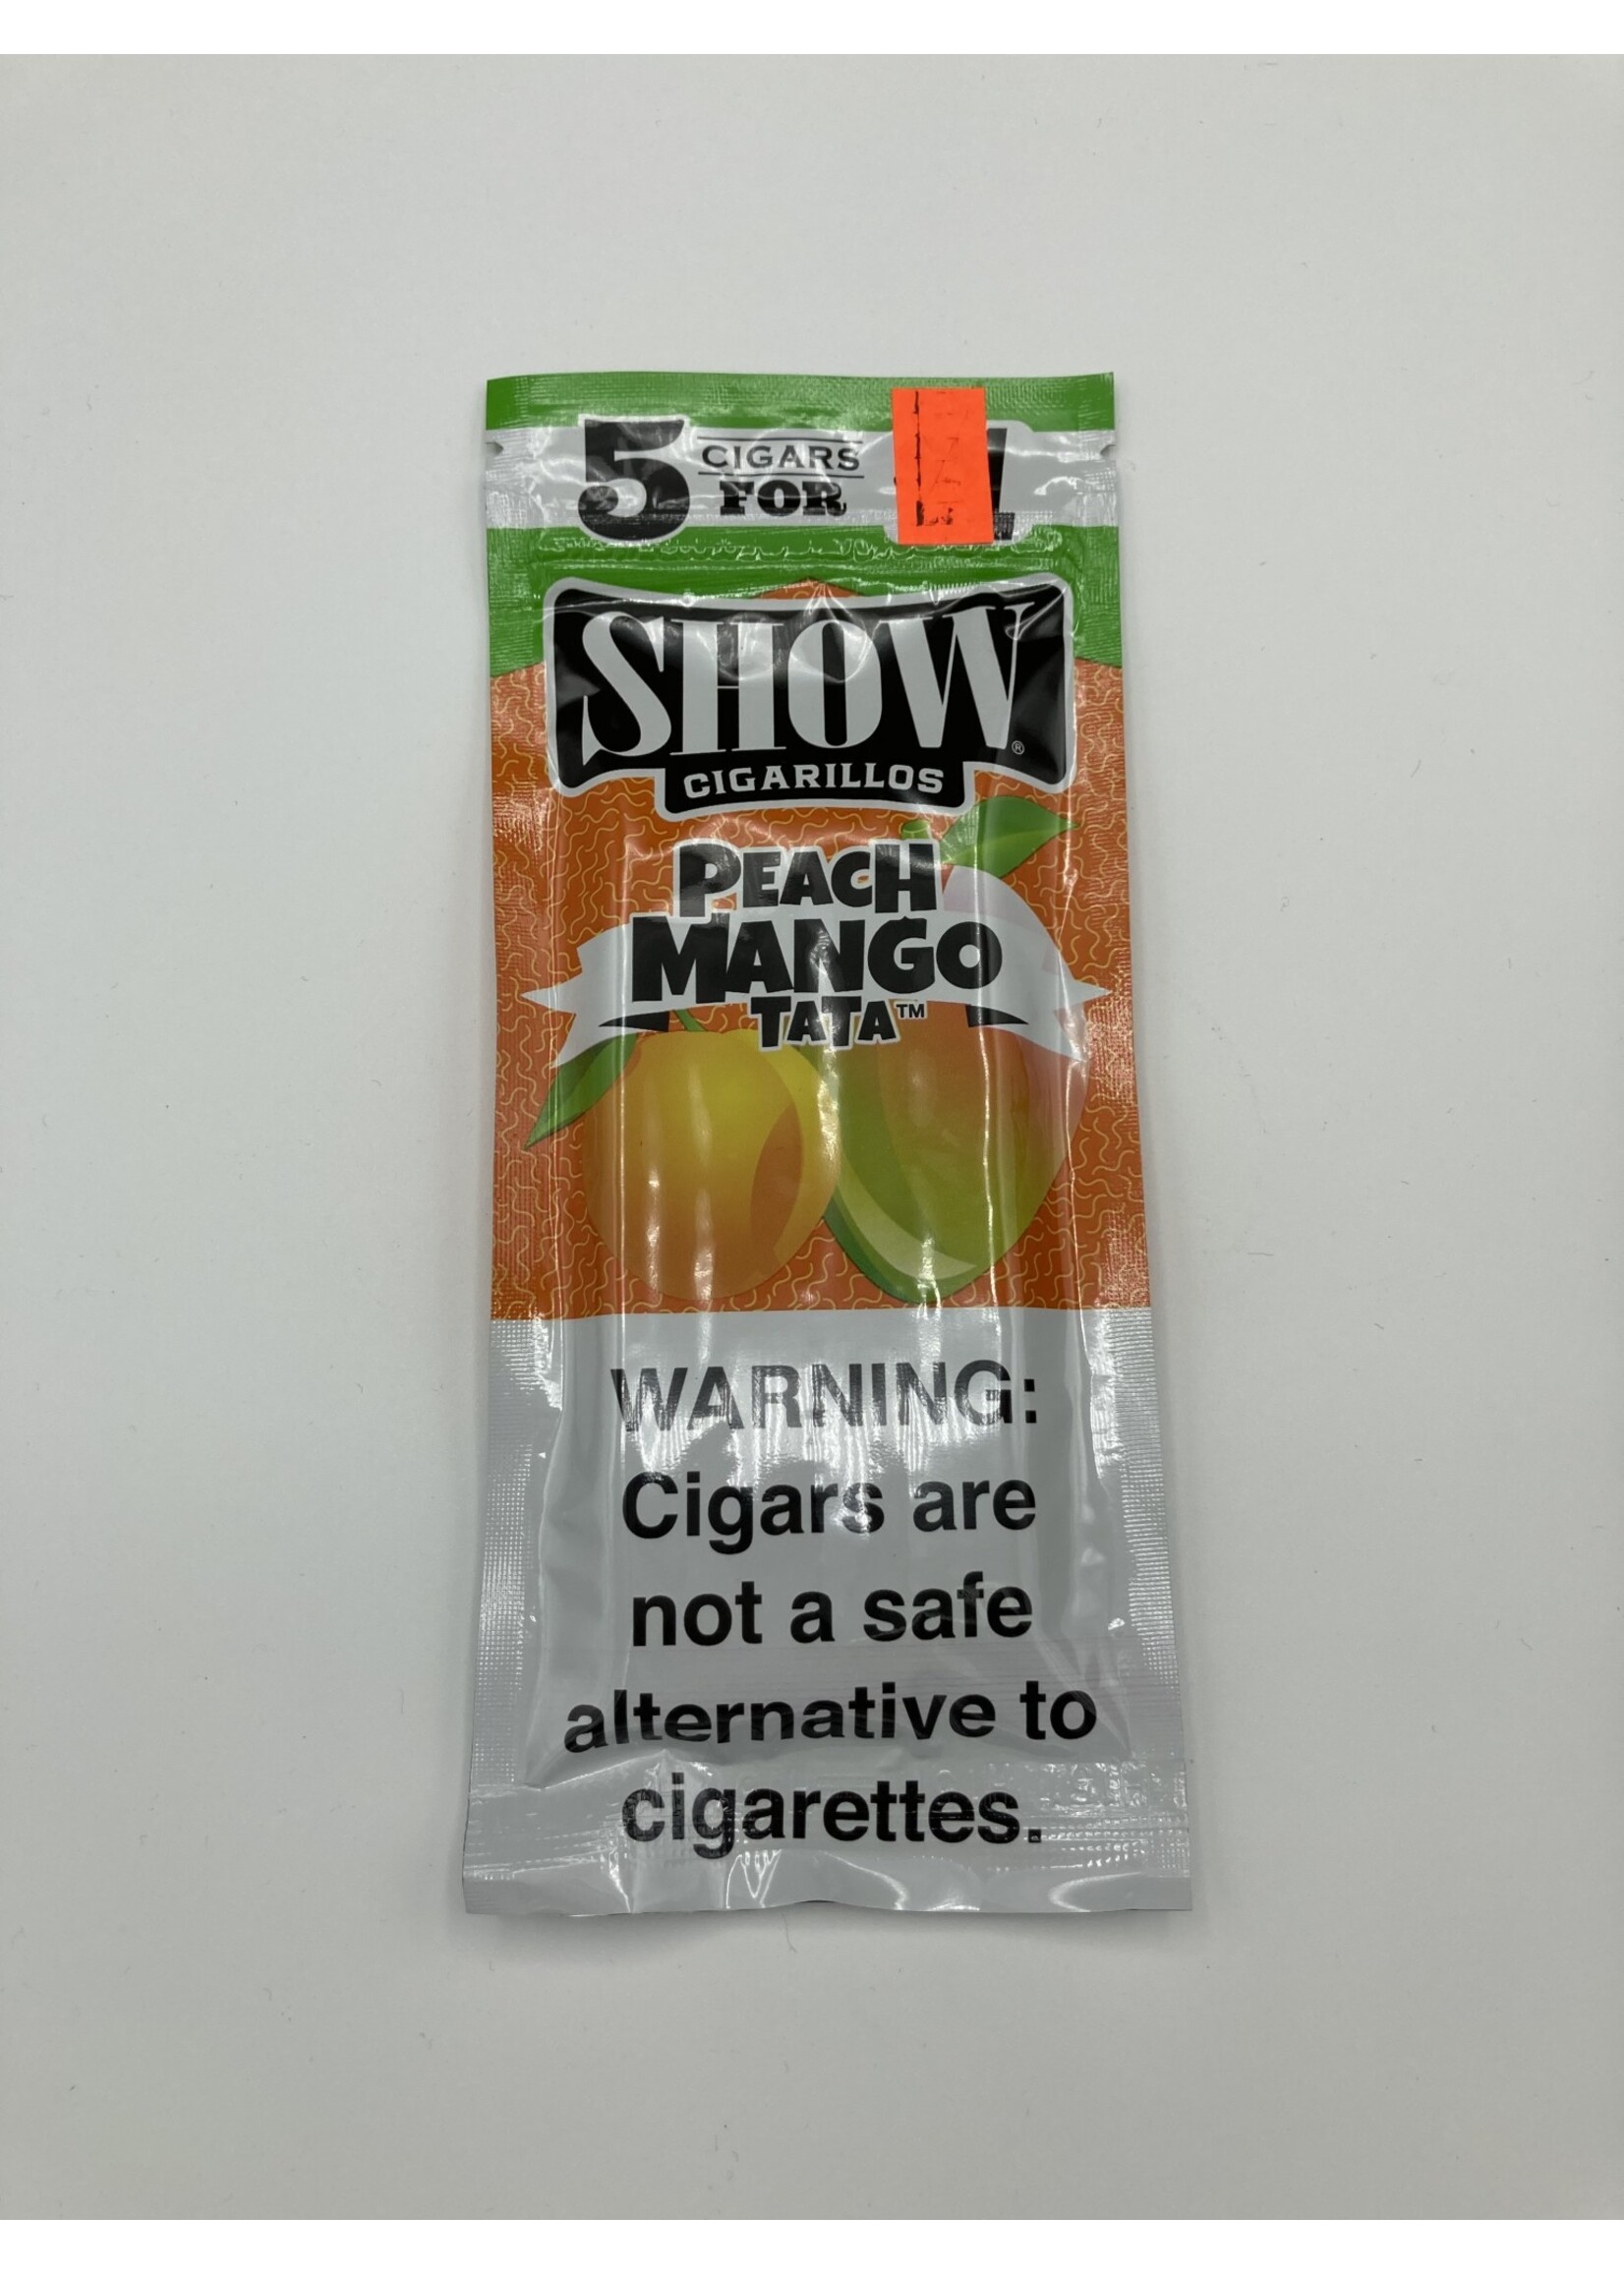 5 CIGARS
FOR
SHOW®
CIGARILLOS
PEACH
MANGO
TATA™
WARNING:
Cigars are
not a safe
alternative to
cigarettes.